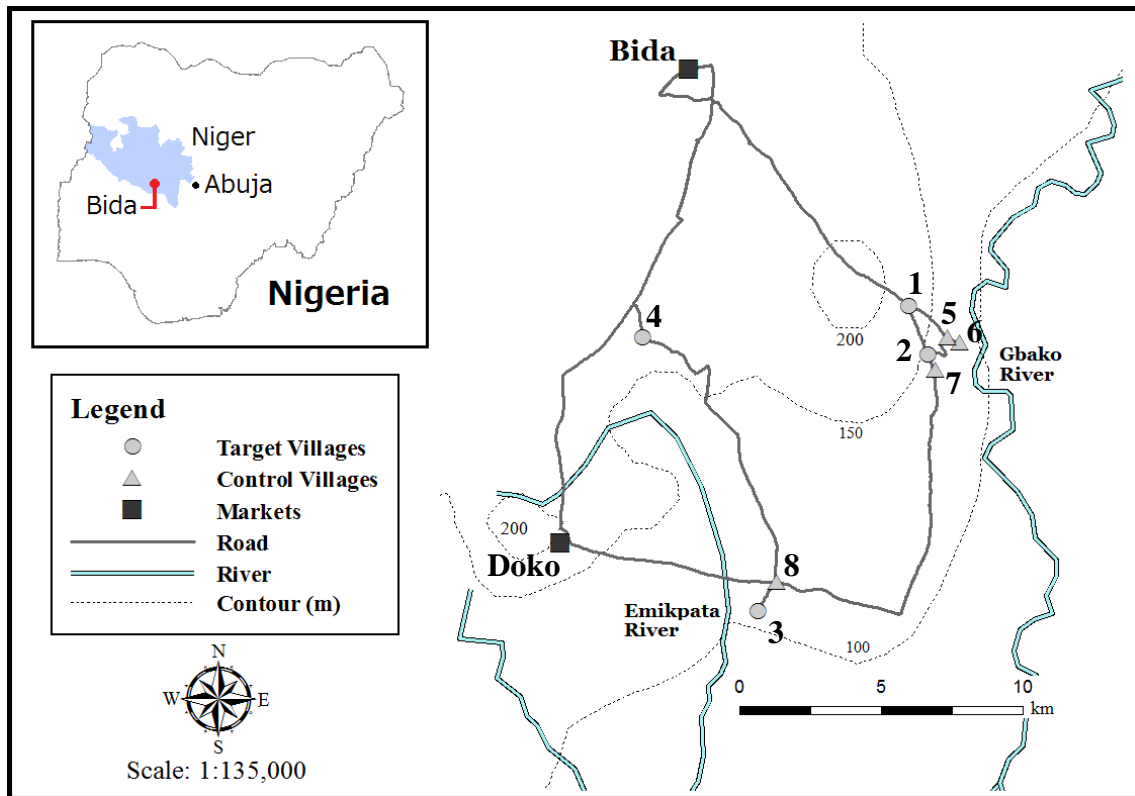 Niger
Abuja
Bida
Nigeria
Legend
Target Villages
Control Villages
Markets
Road
River
Contour (m)
N
W
E
S
Scale: 1:135,000
Bida
1
5
6
4
200
2
Gbako
River
7
150
200
Doko
8
Emikpata
River
3
100
0
5
10
km